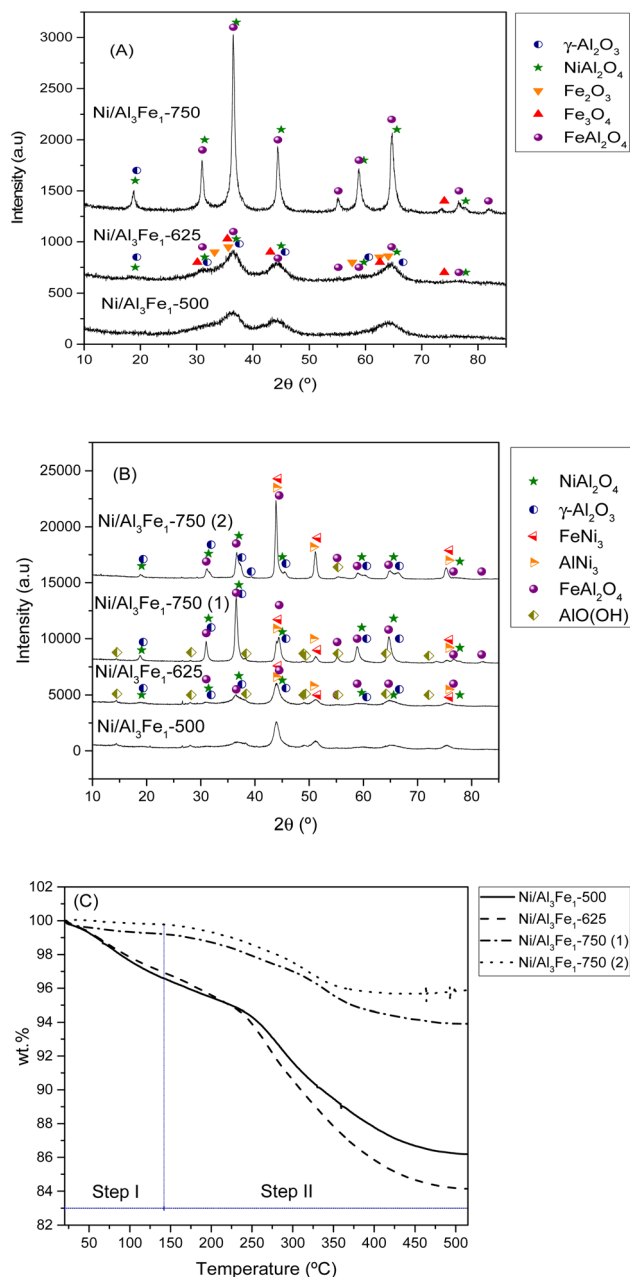 (A)
3000
2500
2000
1500
1000
500
0
Intensity (a.u)
Ni/Al₃Fe₁-750
Ni/Al₃Fe₁-625
Ni/Al₃Fe₁-500
10 20 30 40 50 60 70 80
2θ (º)
γ-Al₂O₃
NiAl₂O₄
Fe₂O₃
Fe₃O₄
FeAl₂O₄
(B)
25000
20000
15000
10000
5000
0
Intensity (a.u)
Ni/Al₃Fe₁-750 (2)
Ni/Al₃Fe₁-750 (1)
Ni/Al₃Fe₁-625
Ni/Al₃Fe₁-500
10 20 30 40 50 60 70 80
2θ (º)
NiAl₂O₄
γ-Al₂O₃
FeNi₃
AlNi₃
FeAl₂O₄
AlO(OH)
(C)
102
100
98
96
94
92
90
88
86
84
82
wt.%
Step I
Step II
50 100 150 200 250 300 350 400 450 500
Temperature (ºC)
Ni/Al₃Fe₁-500
Ni/Al₃Fe₁-625
Ni/Al₃Fe₁-750 (1)
Ni/Al₃Fe₁-750 (2)